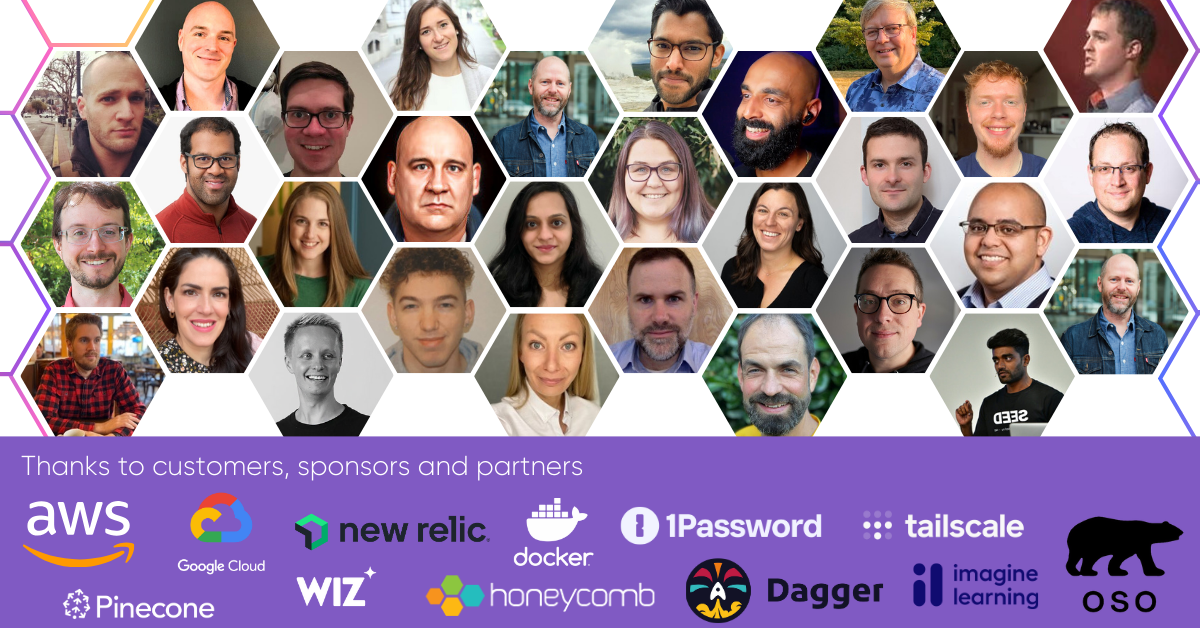 SEED
Thanks to customers, sponsors and partners
aws
Google Cloud
new relic.
docker
1Password
tailscale
OSO
Pinecone
WIZ
honeycomb
Dagger
imagine
learning